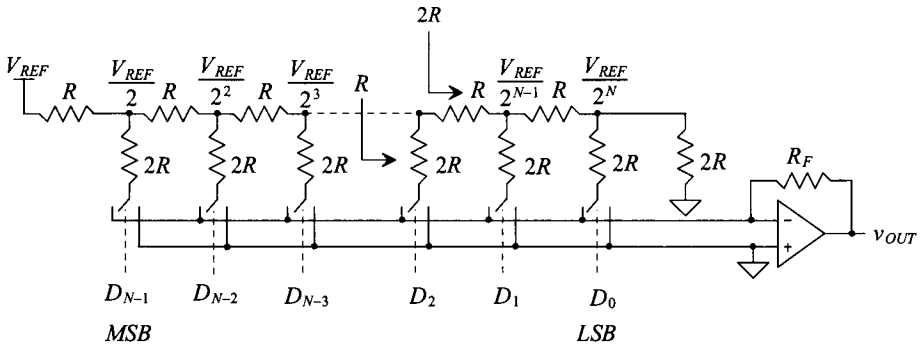 2R
V_REF
R
V_REF/2
R
V_REF/2^2
R
V_REF/2^3
R
R
V_REF/2^{N-1}
R
V_REF/2^N
2R
2R
2R
2R
2R
2R
2R
R_F
−
+
v_OUT
D_{N-1}
D_{N-2}
D_{N-3}
D_2
D_1
D_0
MSB
LSB